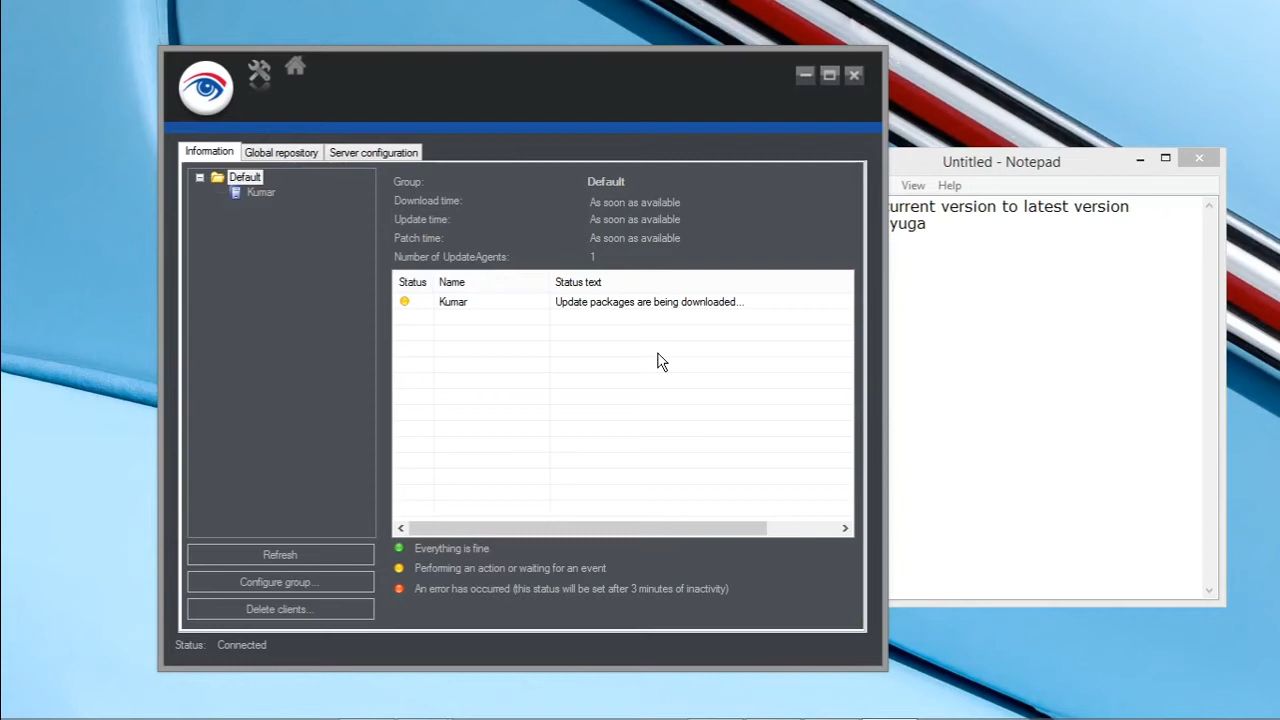 Information
Global repository
Server configuration
Default
Kumar
Group: Default
Download time: As soon as available
Update time: As soon as available
Patch time: As soon as available
Number of UpdateAgents: 1
Status Name Status text
Kumar Update packages are being downloaded...
Everything is fine
Performing an action or waiting for an event
An error has occurred (this status will be set after 3 minutes of inactivity)
Refresh
Configure group...
Delete clients...
Status: Connected
Untitled - Notepad
View Help
urrent version to latest version
yuga